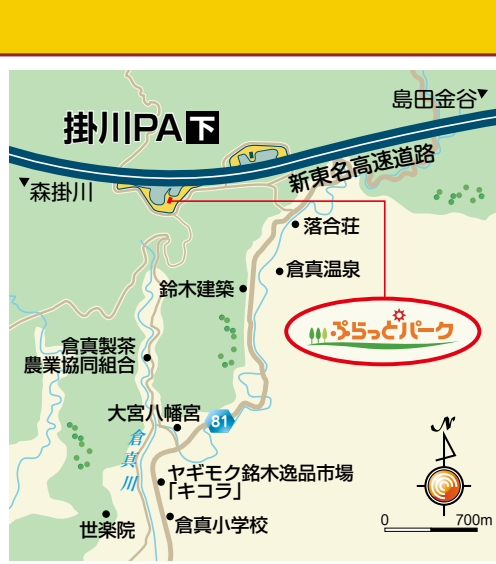 島田金谷▼
掛川PA下
▼森掛川
新東名高速道路
落合荘
倉真温泉
鈴木建築
ぷらっとパーク
倉真製茶
農業協同組合
大宮八幡宮
81
倉真川
N
ヤギモク銘木逸品市場
「キコラ」
世楽院
倉真小学校
0 700m